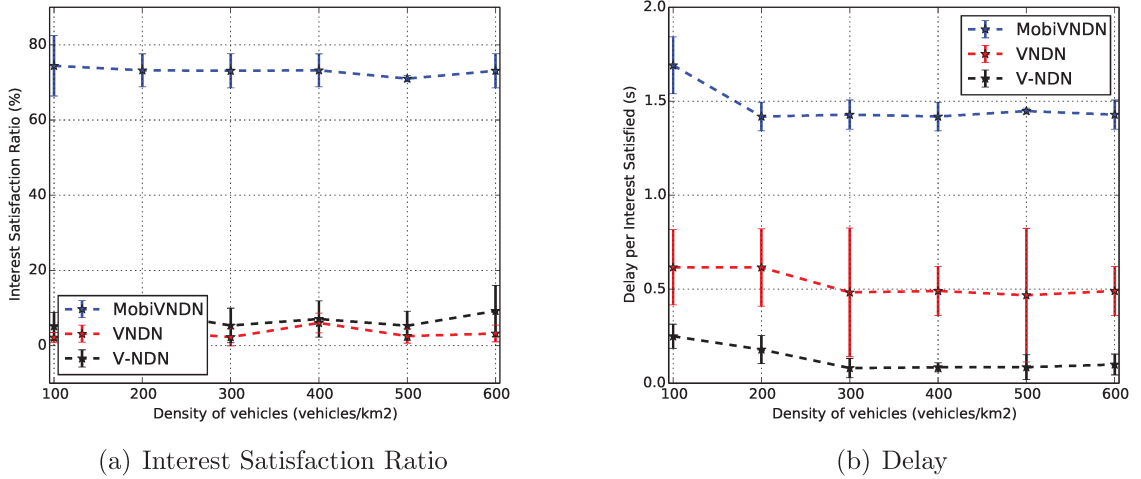 80
60
40
20
0
Interest Satisfaction Ratio (%)
MobiVNDN
VNDN
V-NDN
100 200 300 400 500 600
Density of vehicles (vehicles/km2)
(a) Interest Satisfaction Ratio
2.0
1.5
1.0
0.5
0.0
Delay per Interest Satisfied (s)
MobiVNDN
VNDN
V-NDN
100 200 300 400 500 600
Density of vehicles (vehicles/km2)
(b) Delay